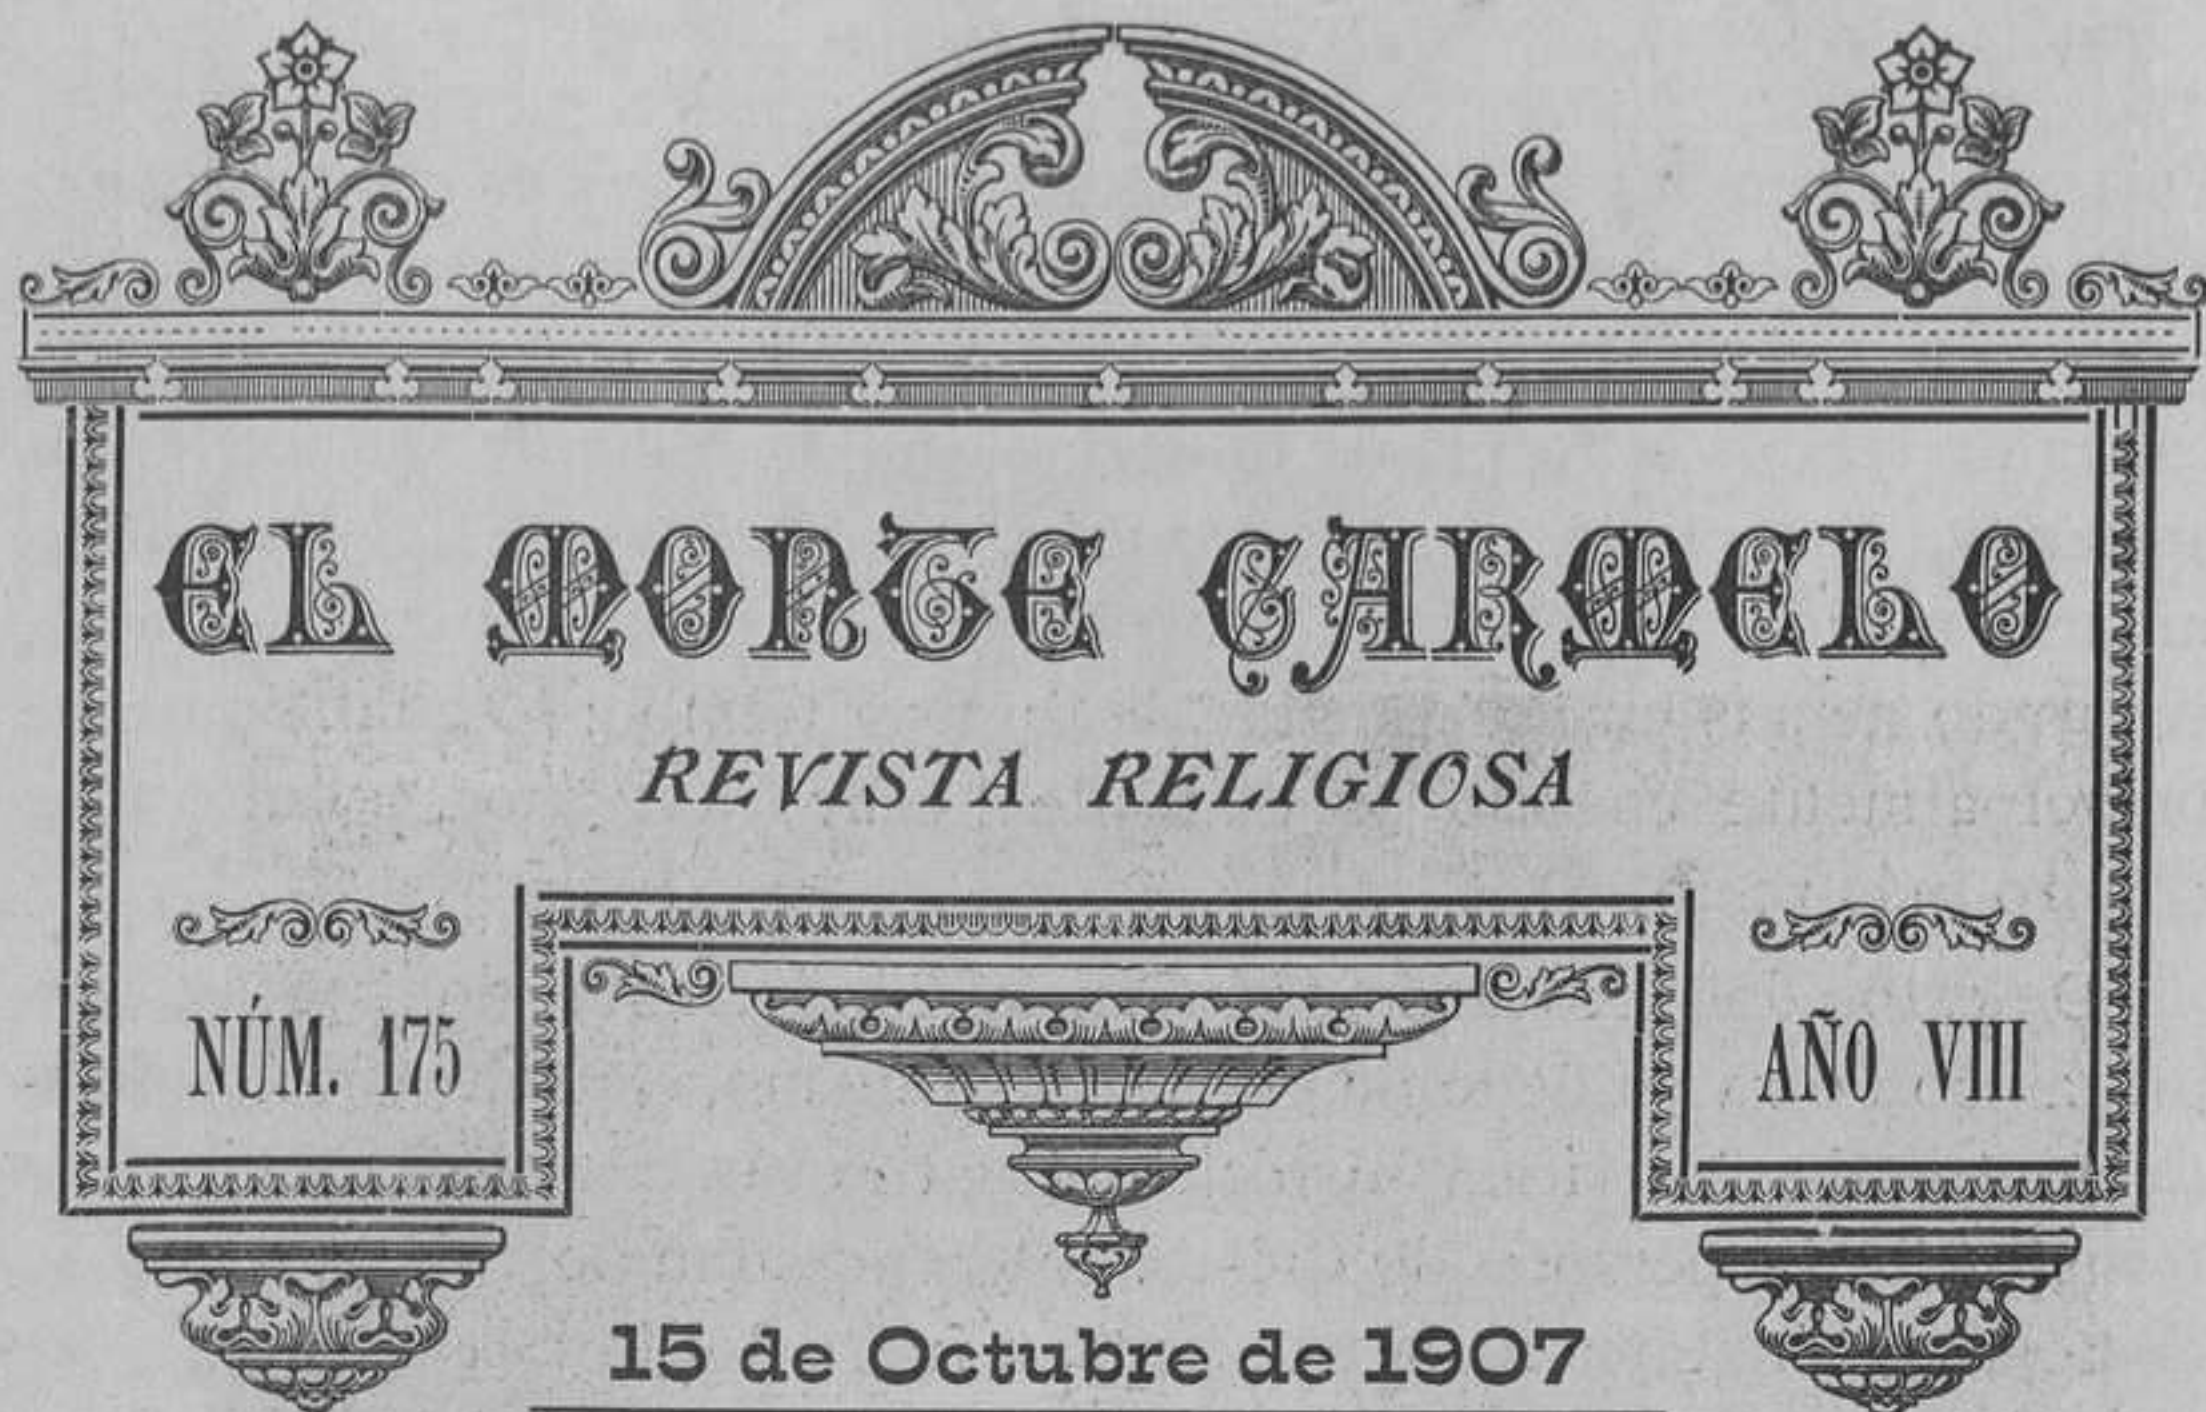 EL MONTE CARMELO
REVISTA RELIGIOSA
NÚM. 175
AÑO VIII
15 de Octubre de 1907